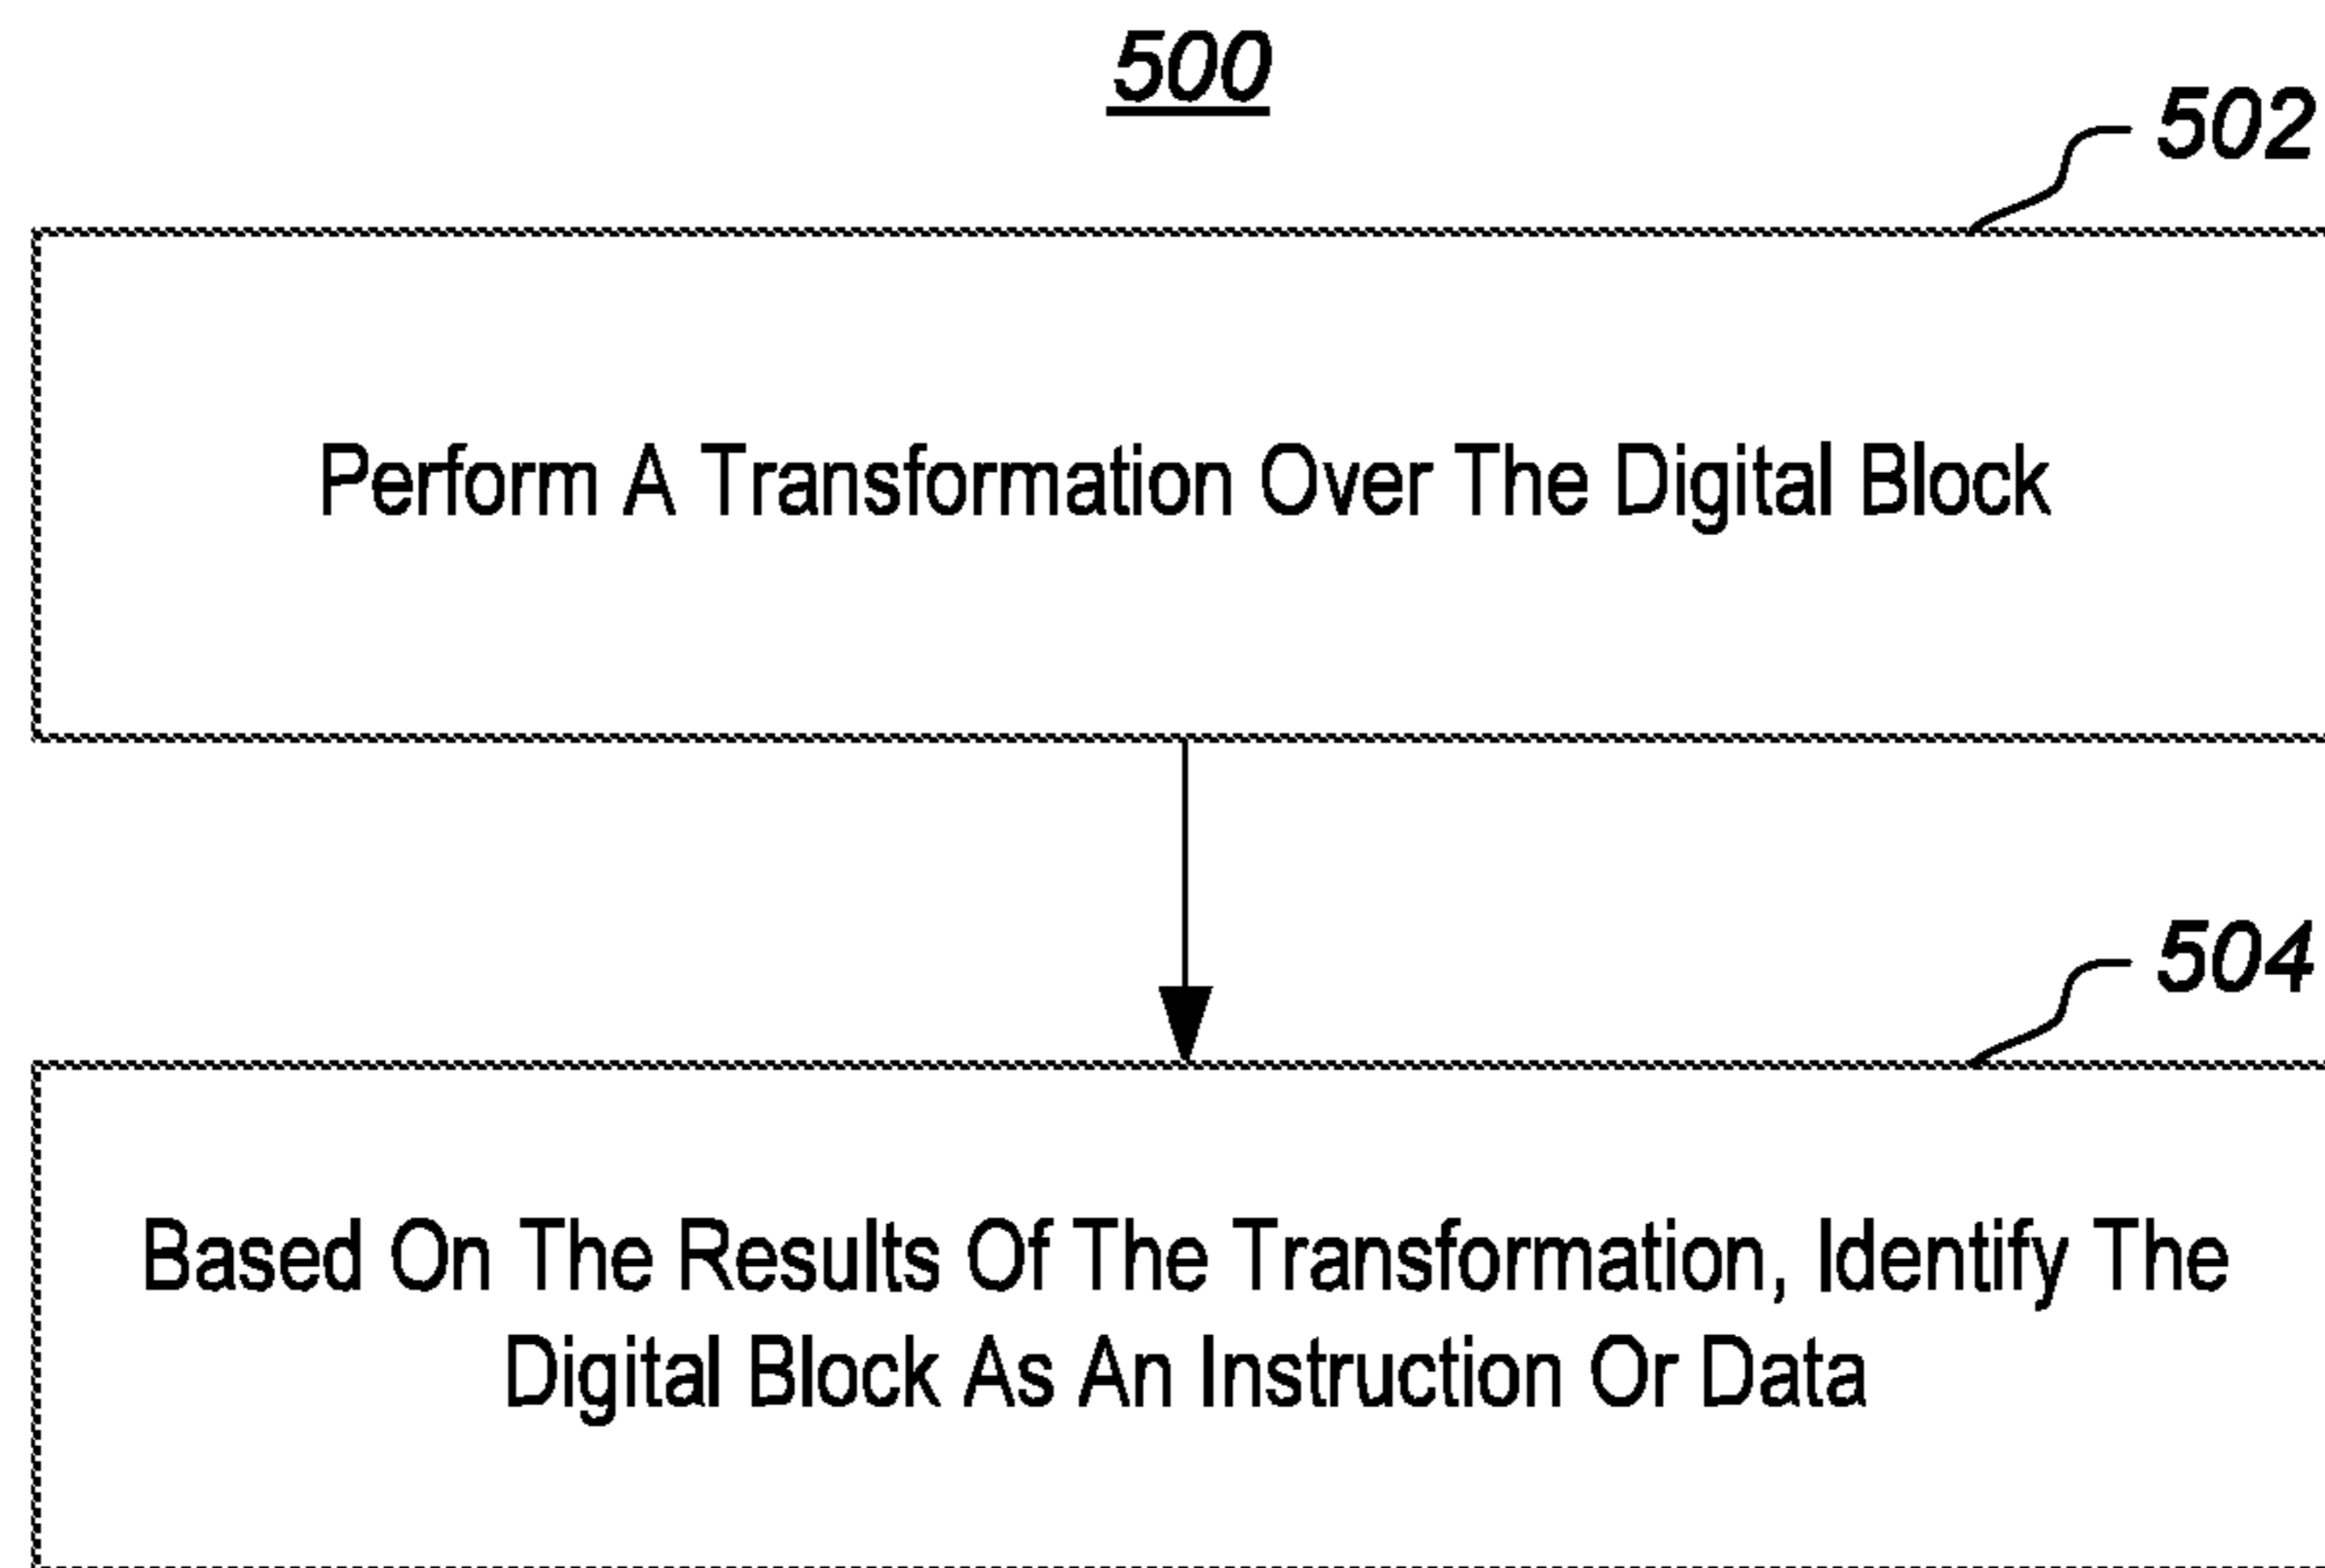 500
502
Perform A Transformation Over The Digital Block
504
Based On The Results Of The Transformation, Identify The
Digital Block As An Instruction Or Data